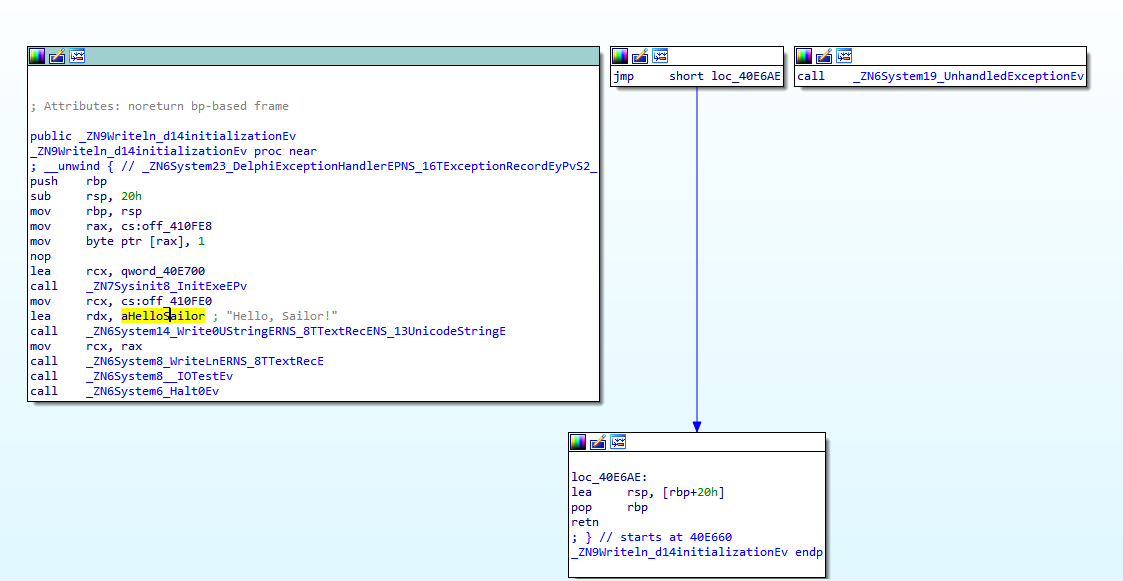 ; Attributes: noreturn bp-based frame
public _ZN9Writeln_d14initializationEv
_ZN9Writeln_d14initializationEv proc near
; __unwind { // _ZN6System23_DelphiExceptionHandlerEPNS_16TExceptionRecordEyPvS2_
push rbp
sub rsp, 20h
mov rbp, rsp
mov rax, cs:off_410FE8
mov byte ptr [rax], 1
nop
lea rcx, qword_40E700
call _ZN7Sysinit8_InitExeEPv
mov rcx, cs:off_410FE0
lea rdx, aHelloSailor ; "Hello, Sailor!"
call _ZN6System14_Write0UStringERNS_8TTextRecENS_13UnicodeStringE
mov rcx, rax
call _ZN6System8_WriteLnERNS_8TTextRecE
call _ZN6System8__IOTestEv
call _ZN6System6_Halt0Ev
jmp short loc_40E6AE
call _ZN6System19_UnhandledExceptionEv
loc_40E6AE:
lea rsp, [rbp+20h]
pop rbp
retn
; } // starts at 40E660
_ZN9Writeln_d14initializationEv endp